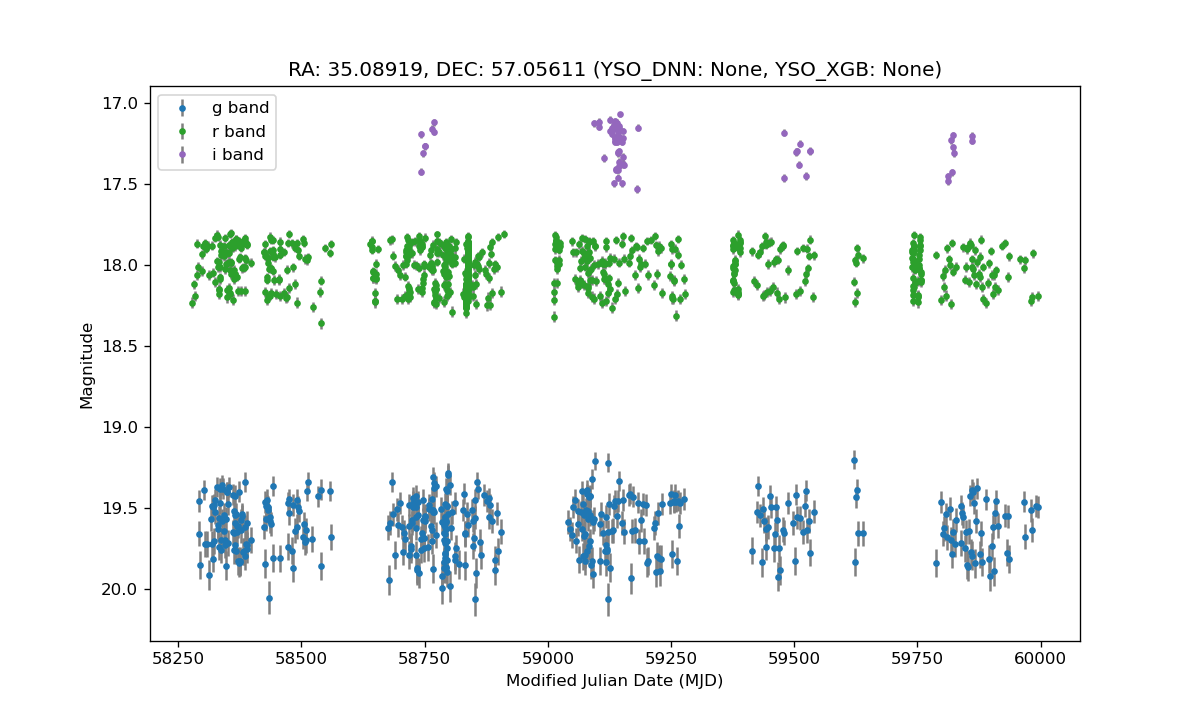 RA: 35.08919, DEC: 57.05611 (YSO_DNN: None, YSO_XGB: None)
g band
r band
i band
17.0
17.5
18.0
18.5
19.0
19.5
20.0
Magnitude
58250 58500 58750 59000 59250 59500 59750 60000
Modified Julian Date (MJD)